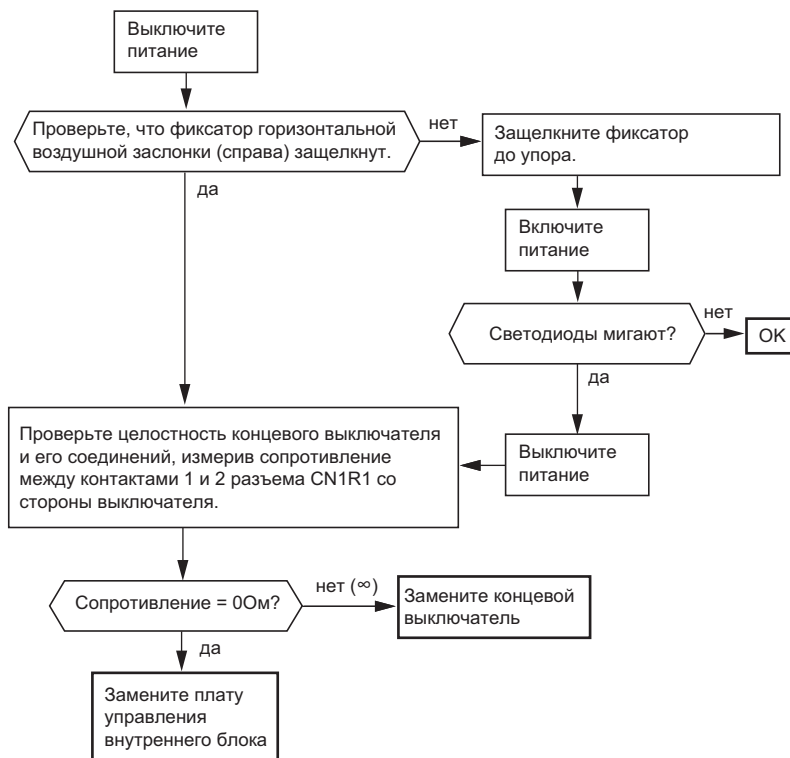 Выключите
питание
Проверьте, что фиксатор горизонтальной
воздушной заслонки (справа) защелкнут.
нет
Защелкните фиксатор
до упора.
да
Включите
питание
Светодиоды мигают?
нет
OK
да
Выключите
питание
Проверьте целостность концевого выключателя
и его соединений, измерив сопротивление
между контактами 1 и 2 разъема CN1R1 со
стороны выключателя.
Сопротивление = 0Ом?
нет (∞)
Замените концевой
выключатель
да
Замените плату
управления
внутреннего блока